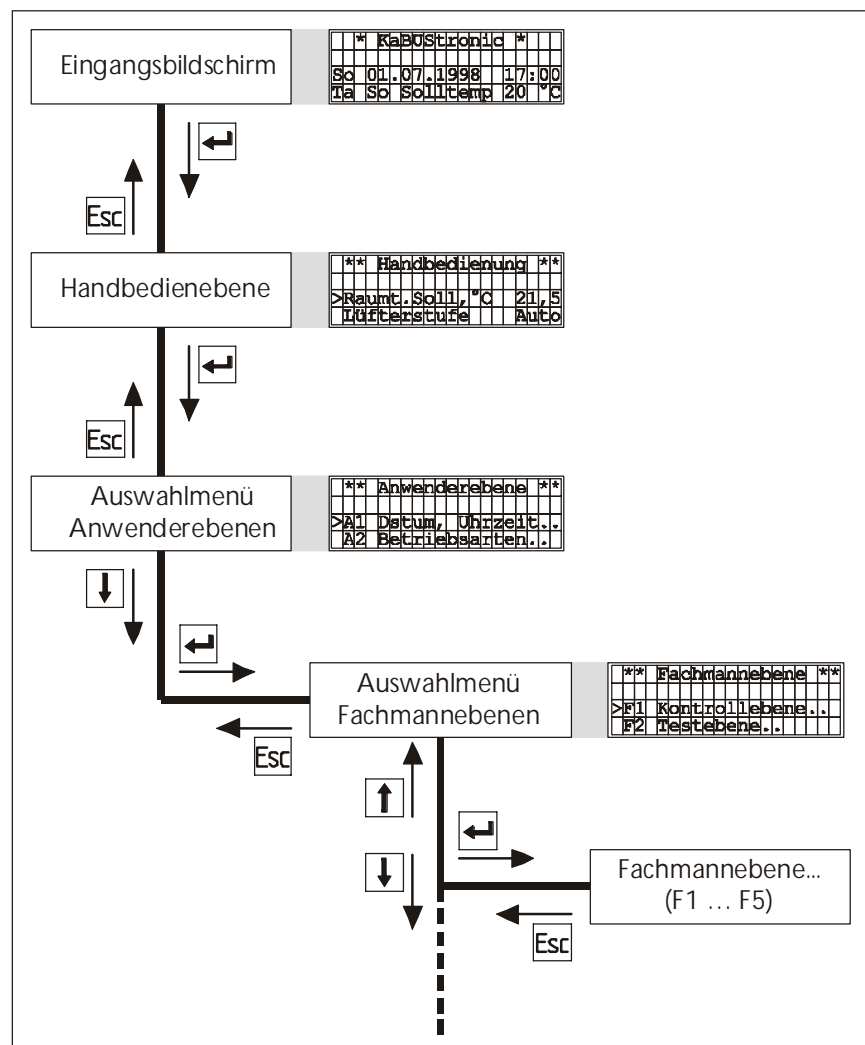 Eingangsbildschirm
* KaBUStronic *
So 01.07.1998 17:00
Ta So Solltemp 20 °C
Esc
Handbedienebene
** Handbedienung **
>Raumt.Soll,°C 21,5
Lüfterstufe Auto
Esc
Auswahlmenü
Anwenderebenen
** Anwenderebene **
>A1 Dstum, Uhrzeit..
A2 Betriebsarten..
Auswahlmenü
Fachmannebenen
** Fachmannebene **
>F1 Kontrollebene..
F2 Testebene..
Esc
Fachmannebene...
(F1 ... F5)
Esc